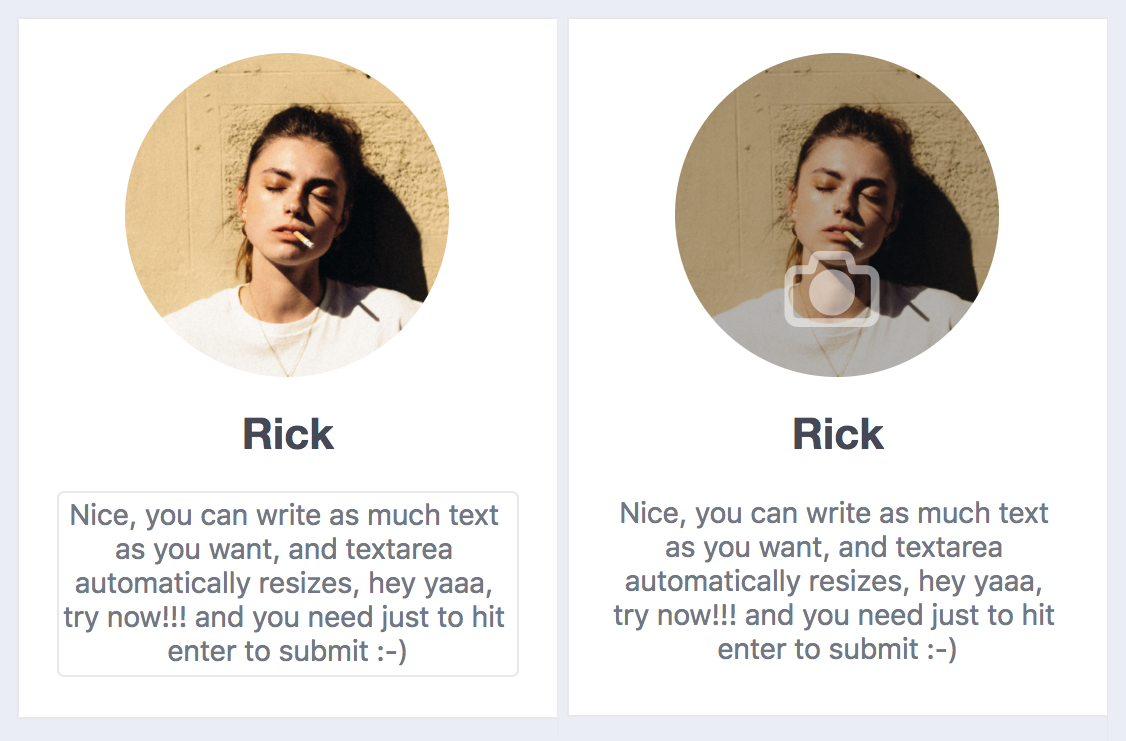 Rick
Nice, you can write as much text
as you want, and textarea
automatically resizes, hey yaaa,
try now!!! and you need just to hit
enter to submit :-)
Rick
Nice, you can write as much text
as you want, and textarea
automatically resizes, hey yaaa,
try now!!! and you need just to hit
enter to submit :-)